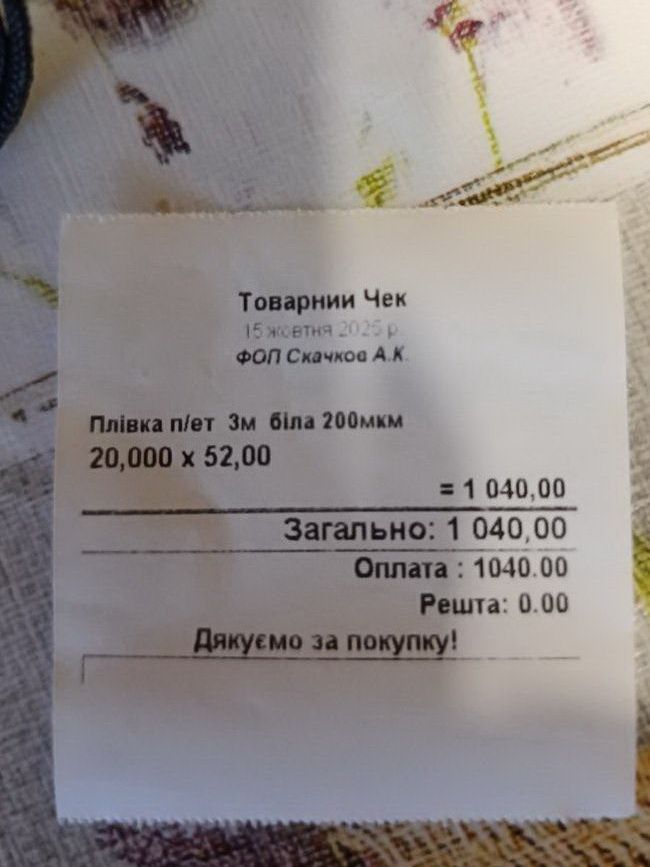 Товарний Чек
15 жовтня 2025 р.
ФОП Скачков А.К.
Плівка п/ет 3м біла 200мкм
20,000 x 52,00
= 1 040,00
Загально: 1 040,00
Оплата : 1040.00
Решта: 0.00
Дякуємо за покупку!